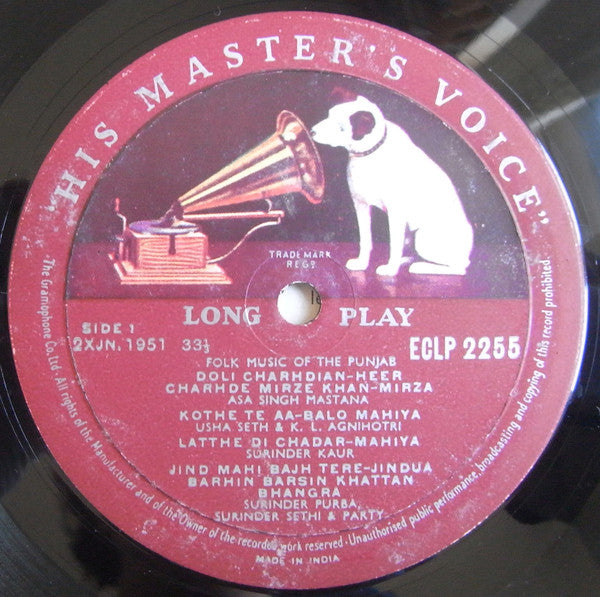 "HIS MASTER'S VOICE"
TRADE MARK
REGD
LONG PLAY
SIDE 1
2XJN. 1951 33⅓
ECLP 2255
FOLK MUSIC OF THE PUNJAB
DOLI CHARHDIAN-HEER
CHARHDE MIRZE KHAN-MIRZA
ASA SINGH MASTANA
KOTHE TE AA-BALO MAHIYA
USHA SETH & K. L. AGNIHOTRI
LATTHE DI CHADAR-MAHIYA
SURINDER KAUR
JIND MAHI BAJH TERE-JINDUA
BARHIN BARSIN KHATTAN
BHANGRA
SURINDER PURBA,
SURINDER SETHI & PARTY
·The Gramophone Co. Ltd·All rights of the Manufacturer and of the Owner of the recorded work reserved·Unauthorised public performance, broadcasting and copying of this record prohibited.
MADE IN INDIA